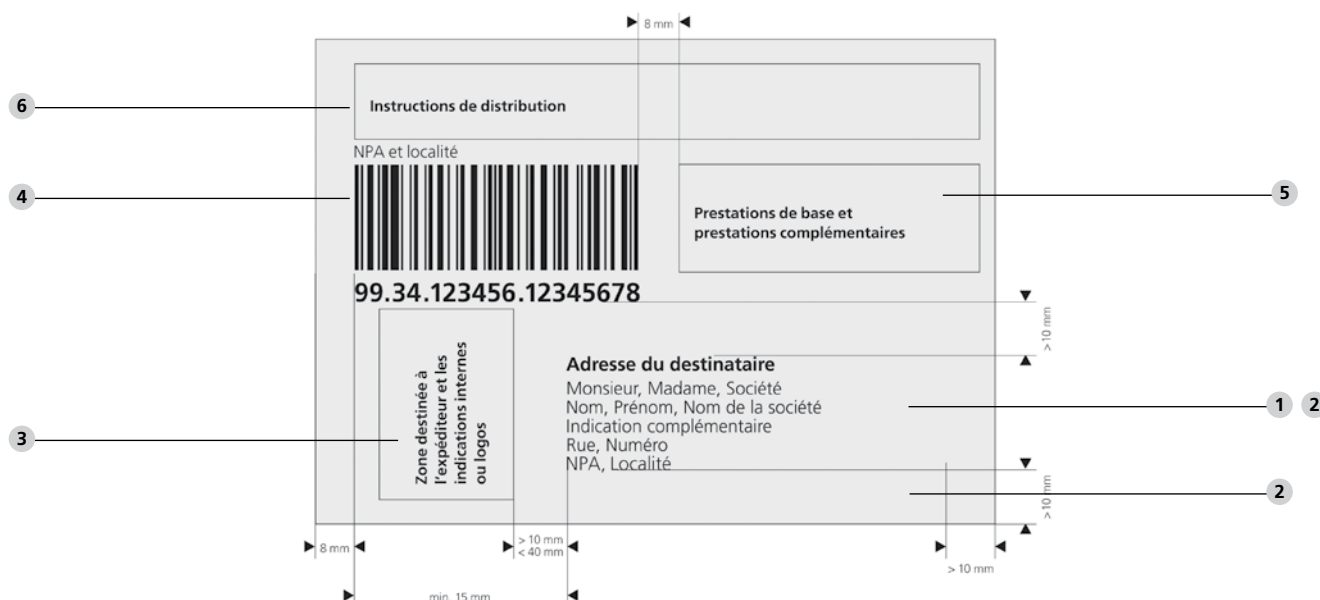 8 mm
6
Instructions de distribution
NPA et localité
4
5
Prestations de base et
prestations complémentaires
99.34.123456.12345678
>10 mm
Adresse du destinataire
Monsieur, Madame, Société
Nom, Prénom, Nom de la société
Indication complémentaire
Rue, Numéro
NPA, Localité
1 2
3
Zone destinée à
l'expéditeur et les
indications internes
ou logos
2
>10 mm
8 mm
> 10 mm
< 40 mm
> 10 mm
min. 15 mm